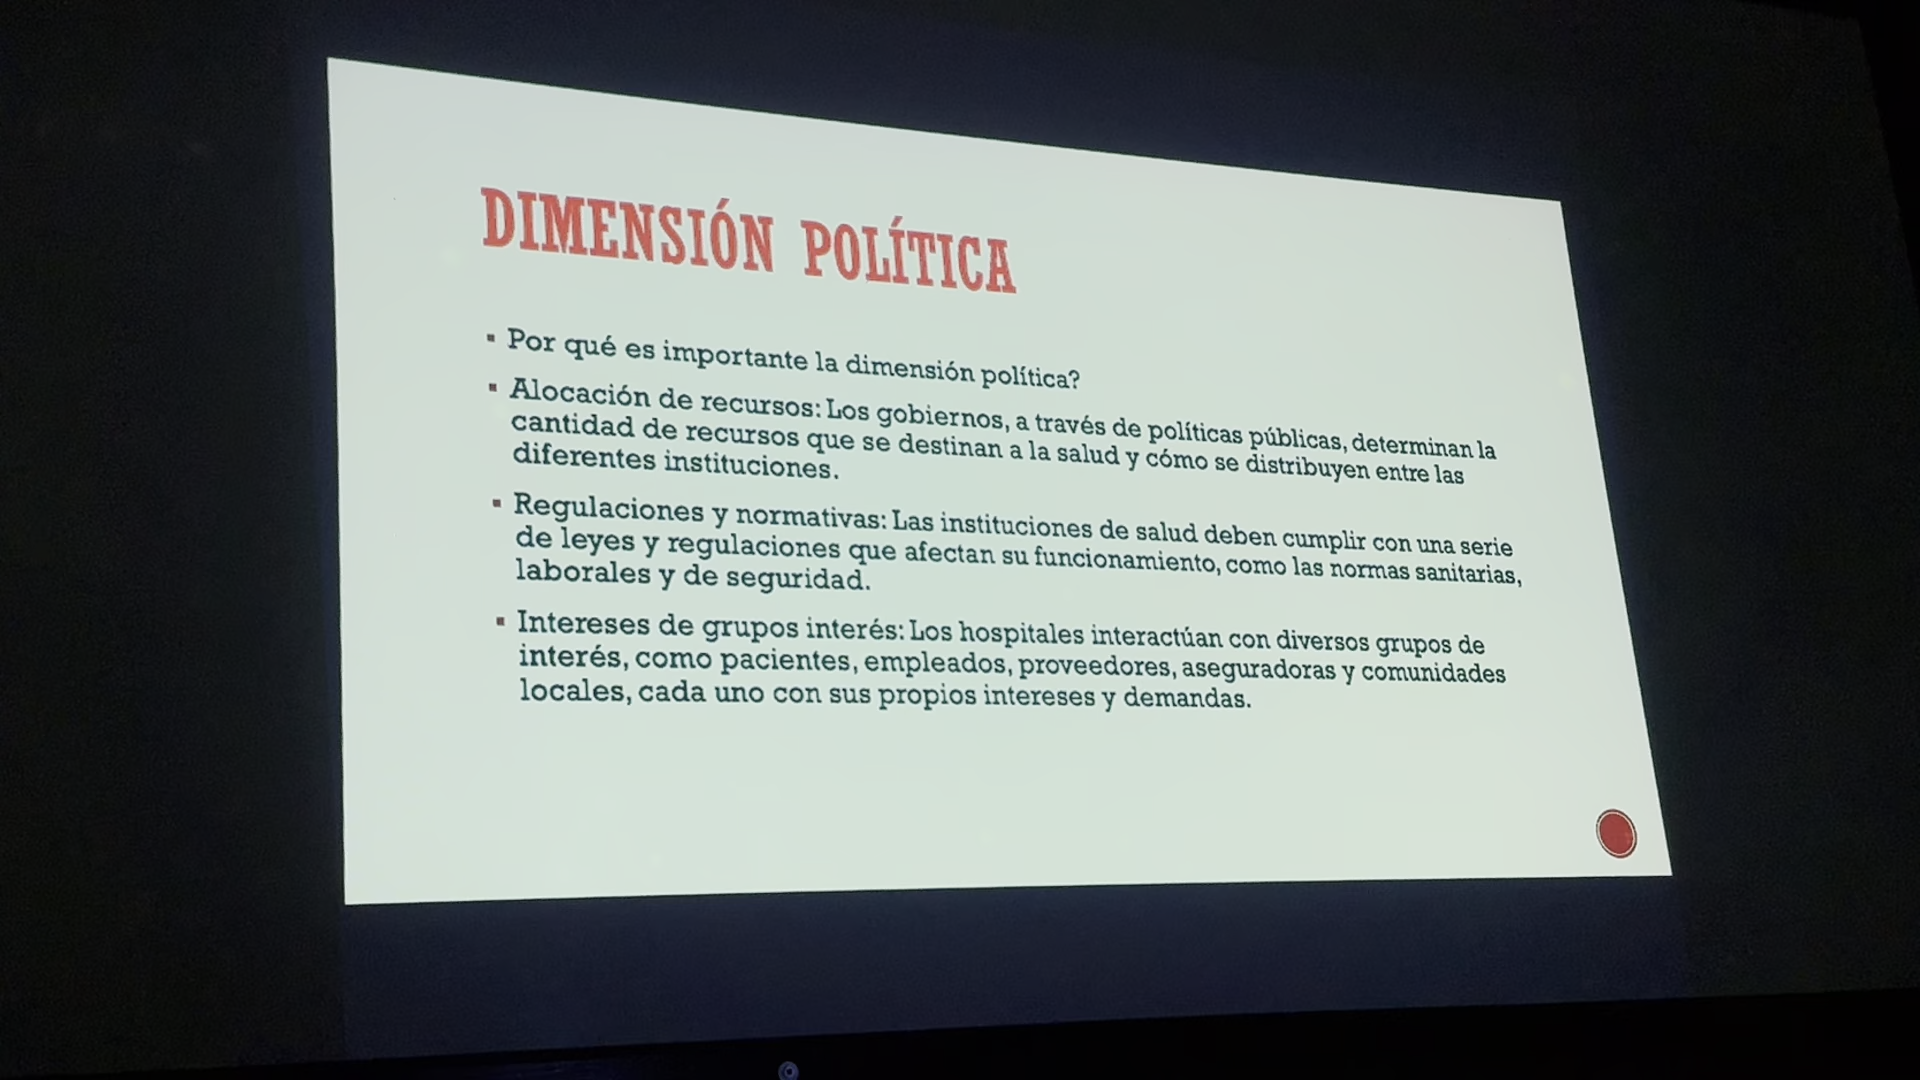 DIMENSIÓN POLÍTICA
▪ Por qué es importante la dimensión política?
▪ Alocación de recursos: Los gobiernos, a través de políticas públicas, determinan la
cantidad de recursos que se destinan a la salud y cómo se distribuyen entre las
diferentes instituciones.
▪ Regulaciones y normativas: Las instituciones de salud deben cumplir con una serie
de leyes y regulaciones que afectan su funcionamiento, como las normas sanitarias,
laborales y de seguridad.
▪ Intereses de grupos interés: Los hospitales interactúan con diversos grupos de
interés, como pacientes, empleados, proveedores, aseguradoras y comunidades
locales, cada uno con sus propios intereses y demandas.